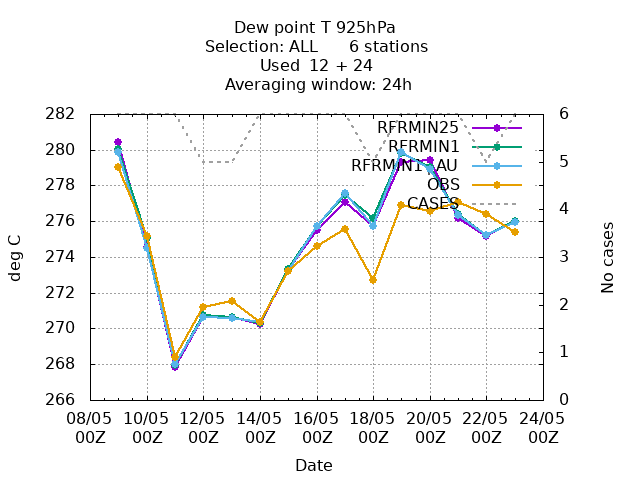 Dew point T 925hPa
Selection: ALL 6 stations
Used 12 + 24
Averaging window: 24h
282
280
278
276
274
272
270
268
266
6
5
4
3
2
1
0
deg C
No cases
RFRMIN25
RFRMIN1
RFRMIN1_AU
OBS
CASES
08/05 10/05 12/05 14/05 16/05 18/05 20/05 22/05 24/05
00Z 00Z 00Z 00Z 00Z 00Z 00Z 00Z 00Z
Date